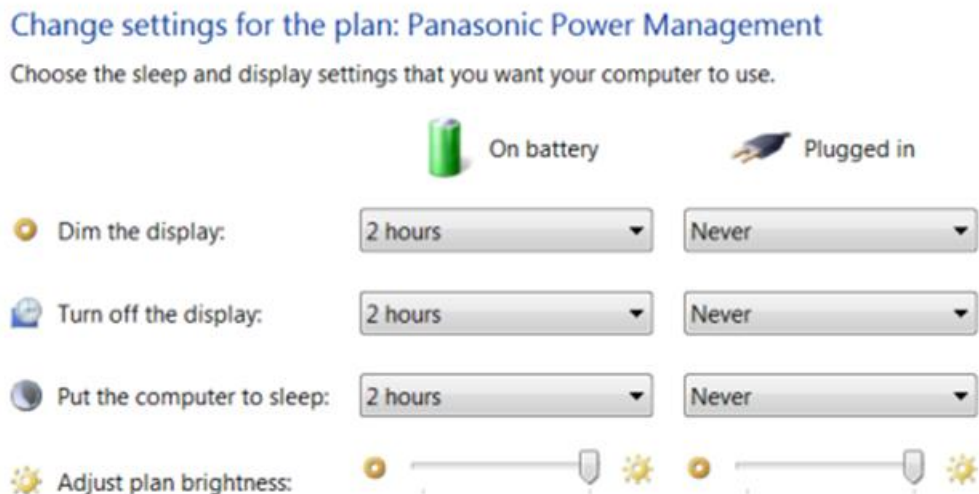 Change settings for the plan: Panasonic Power Management
Choose the sleep and display settings that you want your computer to use.
On battery Plugged in
Dim the display: 2 hours Never
Turn off the display: 2 hours Never
Put the computer to sleep: 2 hours Never
Adjust plan brightness: